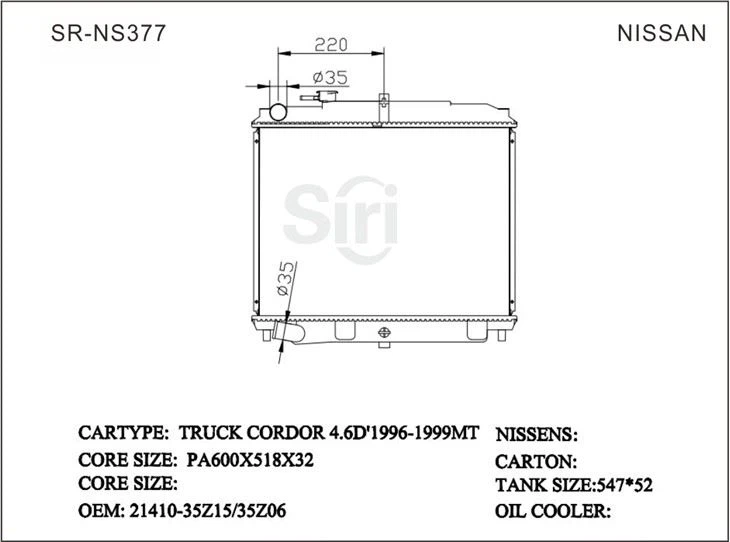 SR-NS377
NISSAN
220
Ø35
Siri
Ø35
CARTYPE: TRUCK CORDOR 4.6D'1996-1999MT
NISSENS:
CORE SIZE: PA600X518X32
CARTON:
CORE SIZE:
TANK SIZE:547*52
OEM: 21410-35Z15/35Z06
OIL COOLER: